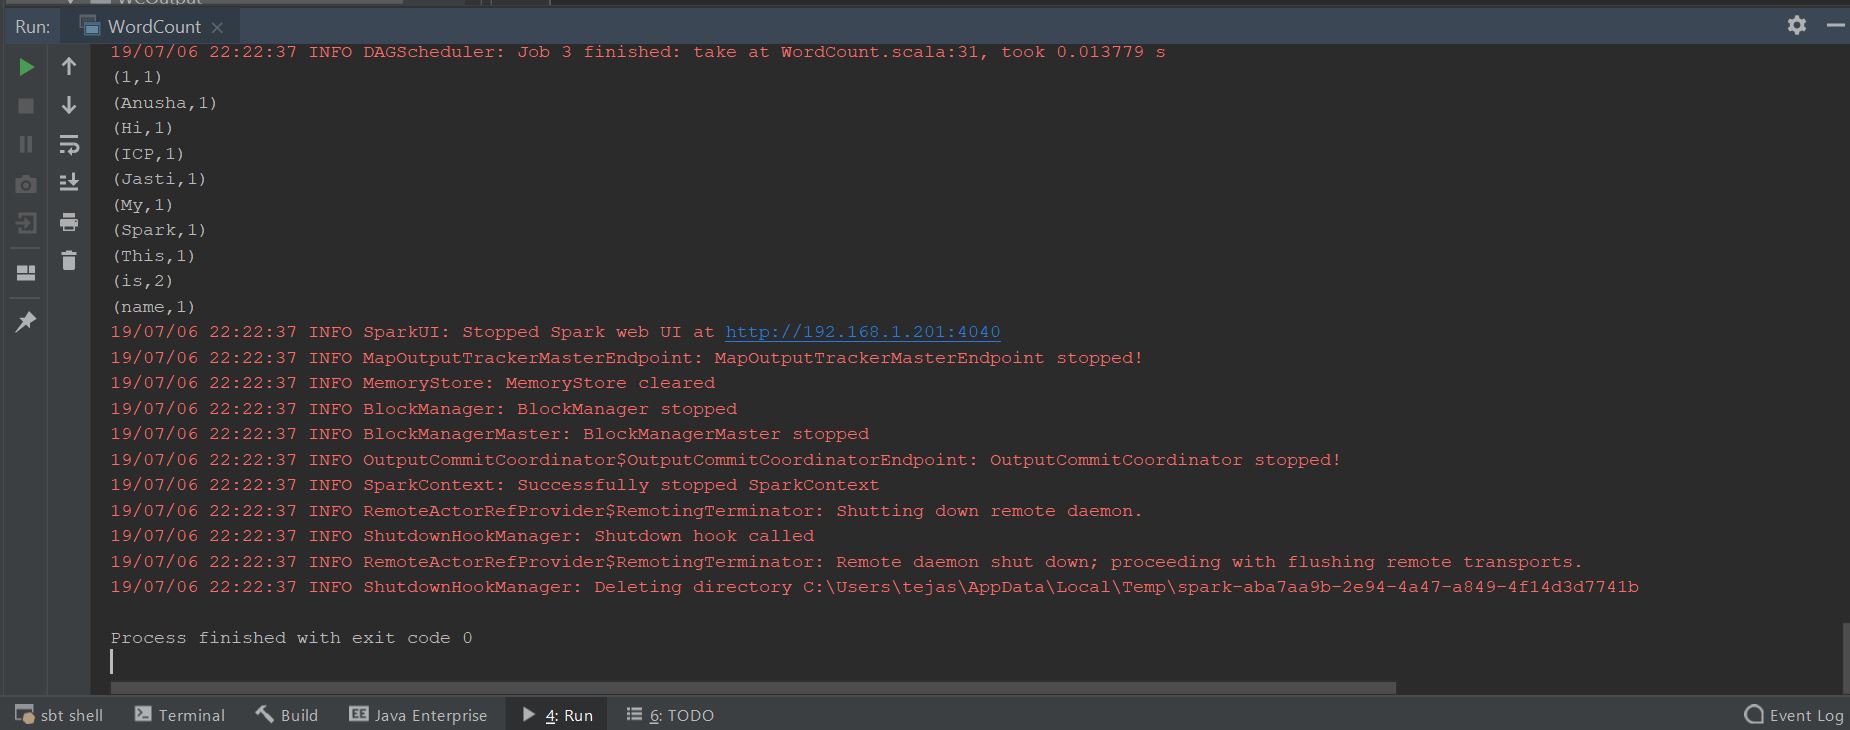 WCOutput
Run: WordCount
19/07/06 22:22:37 INFO DAGScheduler: Job 3 finished: take at WordCount.scala:31, took 0.013779 s
(1,1)
(Anusha,1)
(Hi,1)
(ICP,1)
(Jasti,1)
(My,1)
(Spark,1)
(This,1)
(is,2)
(name,1)
19/07/06 22:22:37 INFO SparkUI: Stopped Spark web UI at http://192.168.1.201:4040
19/07/06 22:22:37 INFO MapOutputTrackerMasterEndpoint: MapOutputTrackerMasterEndpoint stopped!
19/07/06 22:22:37 INFO MemoryStore: MemoryStore cleared
19/07/06 22:22:37 INFO BlockManager: BlockManager stopped
19/07/06 22:22:37 INFO BlockManagerMaster: BlockManagerMaster stopped
19/07/06 22:22:37 INFO OutputCommitCoordinator$OutputCommitCoordinatorEndpoint: OutputCommitCoordinator stopped!
19/07/06 22:22:37 INFO SparkContext: Successfully stopped SparkContext
19/07/06 22:22:37 INFO RemoteActorRefProvider$RemotingTerminator: Shutting down remote daemon.
19/07/06 22:22:37 INFO ShutdownHookManager: Shutdown hook called
19/07/06 22:22:37 INFO RemoteActorRefProvider$RemotingTerminator: Remote daemon shut down; proceeding with flushing remote transports.
19/07/06 22:22:37 INFO ShutdownHookManager: Deleting directory C:\Users\tejas\AppData\Local\Temp\spark-aba7aa9b-2e94-4a47-a849-4f14d3d7741b
Process finished with exit code 0
sbt shell Terminal Build EE Java Enterprise 4: Run 6: TODO Event Log